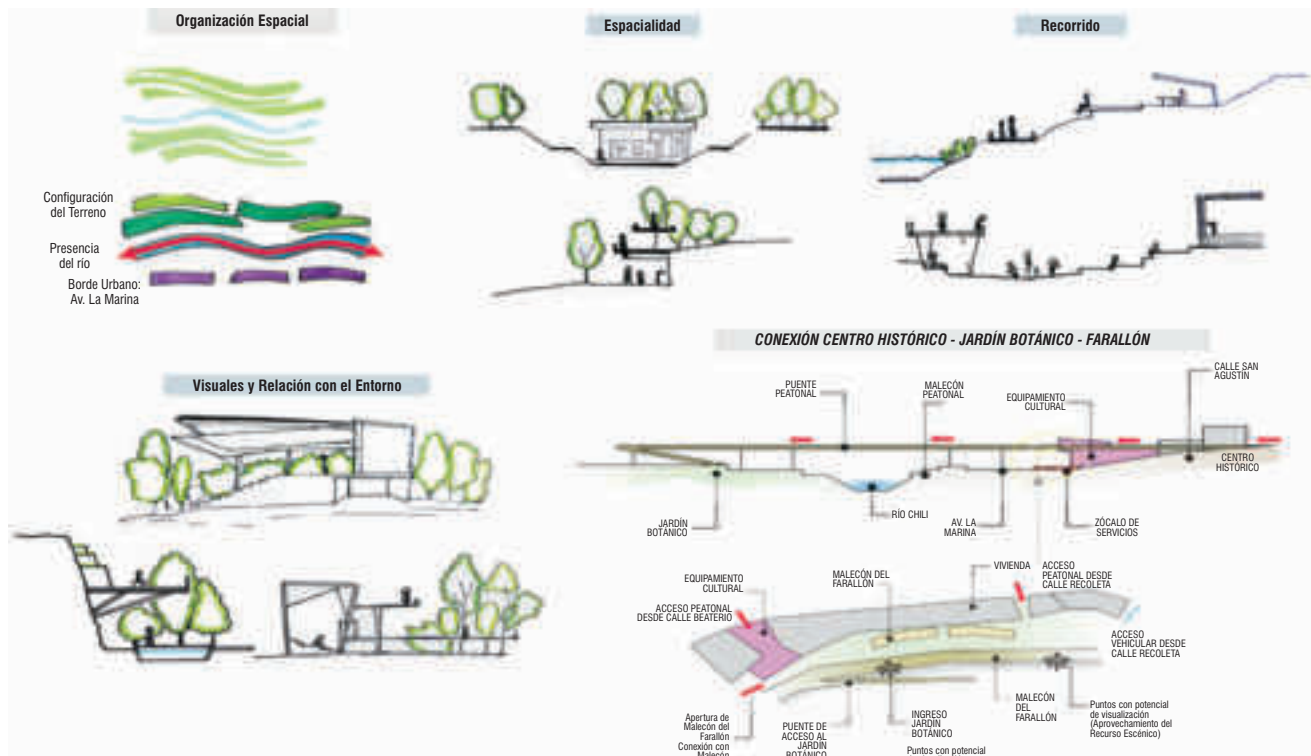 Organización Espacial
Espacialidad
Recorrido
Configuración
del Terreno
Presencia
del río
Borde Urbano:
Av. La Marina
Visuales y Relación con el Entorno
CONEXIÓN CENTRO HISTÓRICO - JARDÍN BOTÁNICO - FARALLÓN
PUENTE
PEATONAL
MALECÓN
PEATONAL
EQUIPAMIENTO
CULTURAL
CALLE SAN
AGUSTÍN
CENTRO
HISTÓRICO
JARDÍN
BOTÁNICO
RÍO CHILI
AV. LA
MARINA
ZÓCALO DE
SERVICIOS
EQUIPAMIENTO
CULTURAL
MALECÓN DEL
FARALLÓN
VIVIENDA
ACCESO
PEATONAL DESDE
CALLE RECOLETA
ACCESO PEATONAL
DESDE CALLE BEATERIO
ACCESO
VEHICULAR DESDE
CALLE RECOLETA
Apertura de
Malecón del
Farallón
Conexión con
Malecón
PUENTE DE
ACCESO AL
JARDÍN
BOTÁNICO
INGRESO
JARDÍN
BOTÁNICO
MALECÓN
DEL
FARALLÓN
Puntos con potencial
de visualización
(Aprovechamiento del
Recurso Escénico)
Puntos con potencial